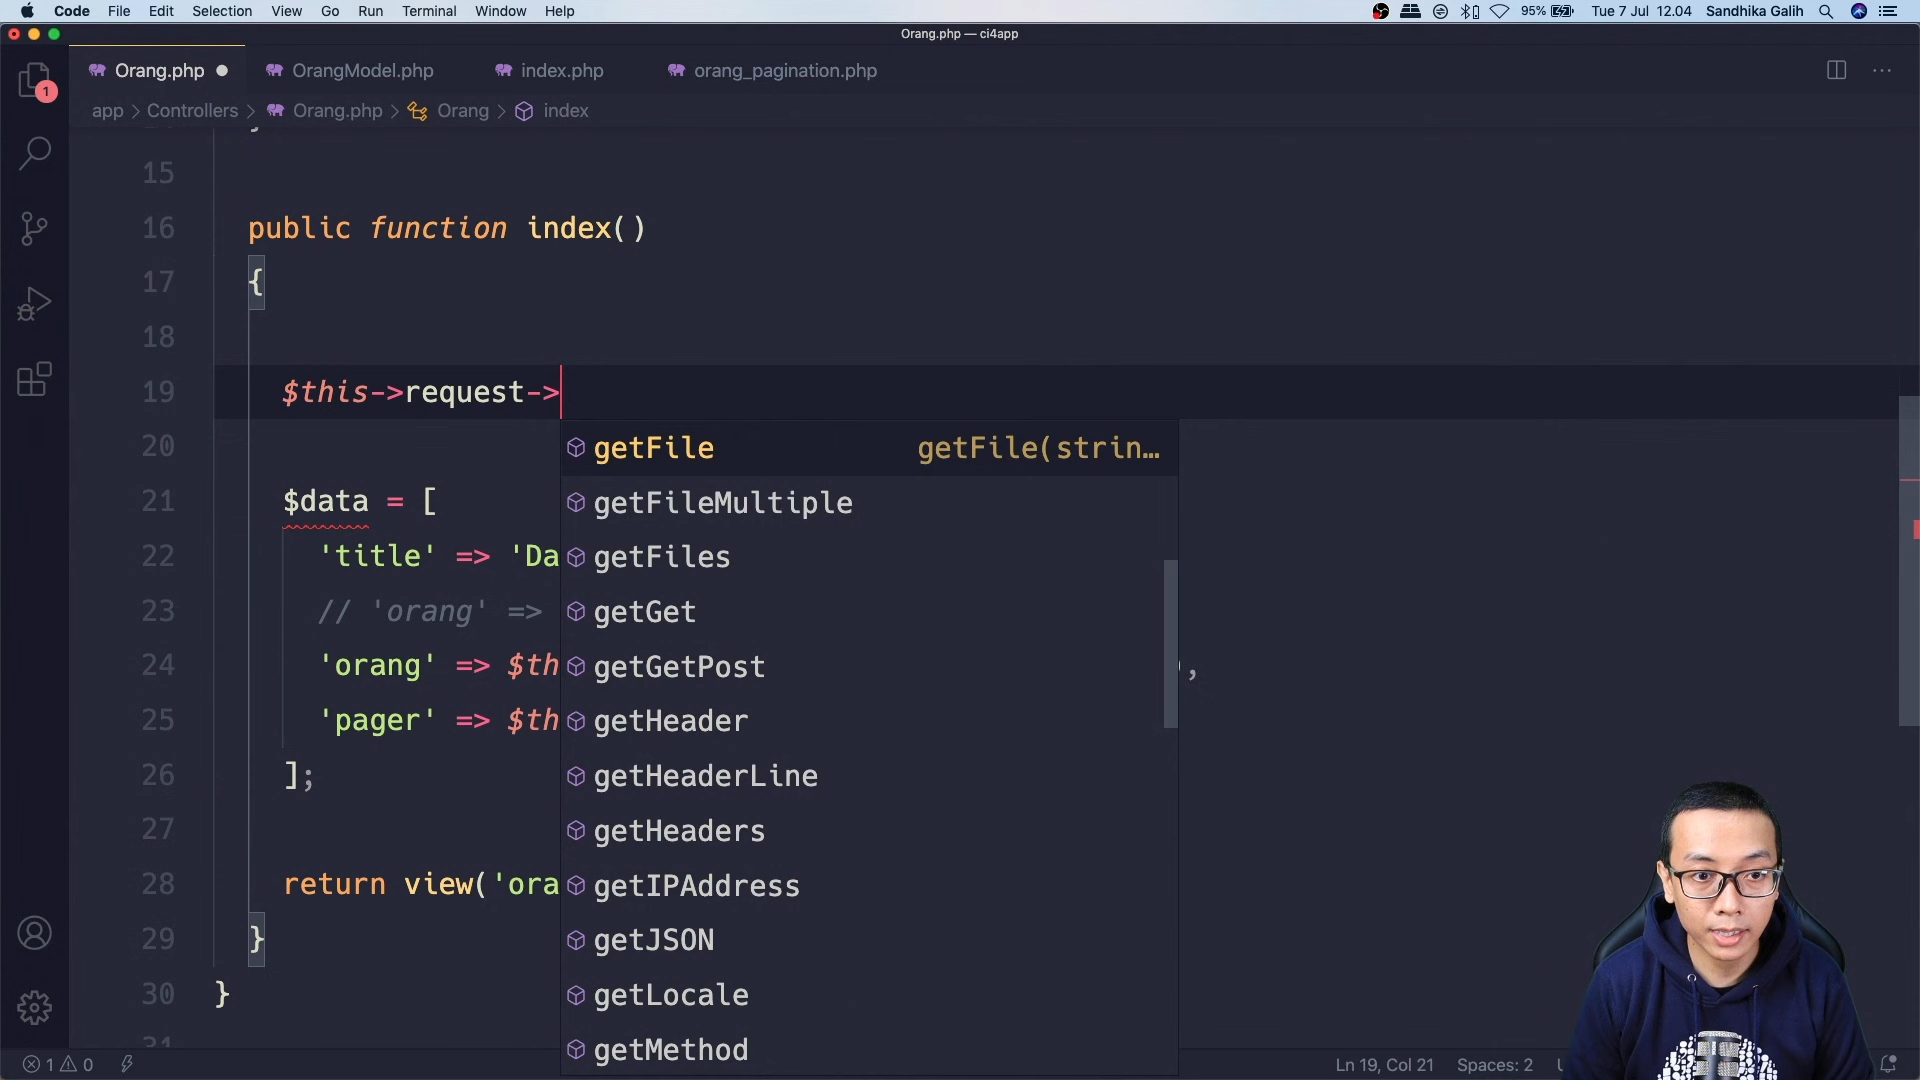 Code File Edit Selection View Go Run Terminal Window Help 95% Tue 7 Jul 12.04 Sandhika Galih
Orang.php — ci4app
Orang.php OrangModel.php index.php orang_pagination.php
app > Controllers > Orang.php > Orang > index
1
15
16 public function index()
17 {
18
19 $this->request->
20
21 $data = [
22 'title' => 'Da
23 // 'orang' =>
24 'orang' => $th ,
25 'pager' => $th
26 ];
27
28 return view('ora
29 }
30 }
31
getFile getFile(strin…
getFileMultiple
getFiles
getGet
getGetPost
getHeader
getHeaderLine
getHeaders
getIPAddress
getJSON
getLocale
getMethod
1 0 Ln 19, Col 21 Spaces: 2